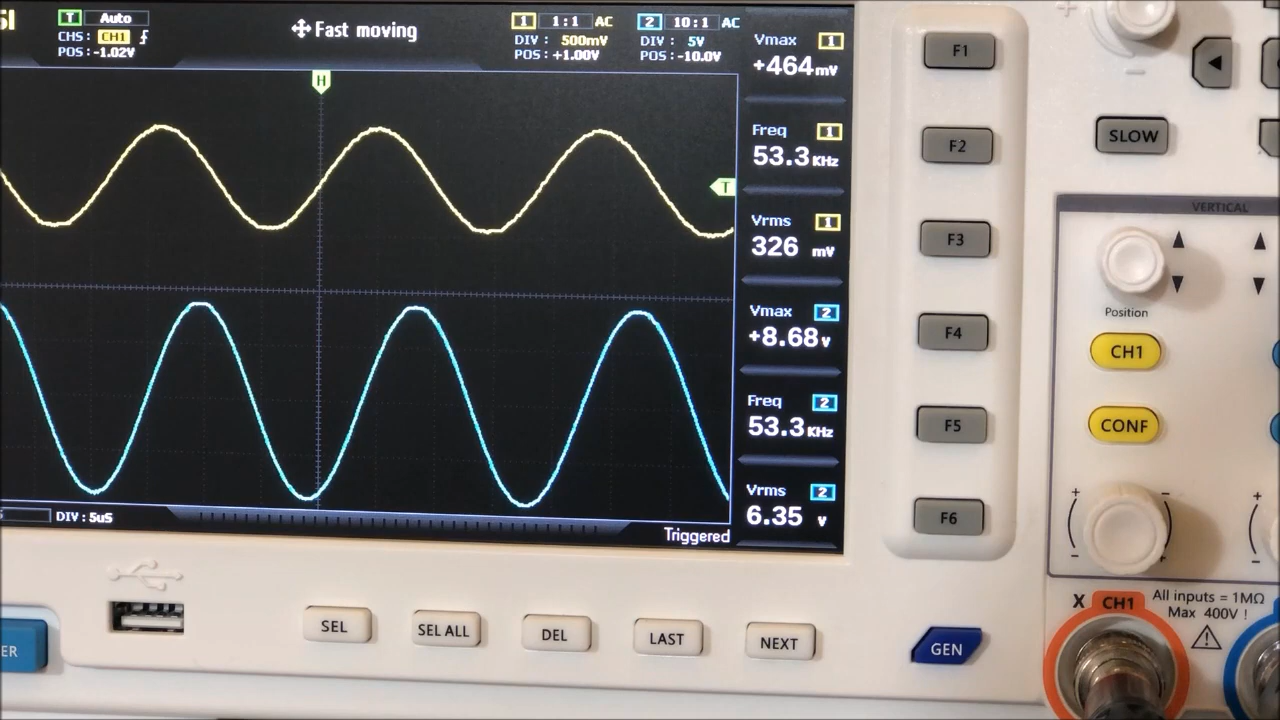 SI
T Auto
CHS: CH1
POS: -1.02V
Fast moving
1 1:1 AC
DIV: 500mV
POS: +1.00V
2 10:1 AC
DIV: 5V
POS: -10.0V
H
T
Vmax 1
+464mV
Freq 1
53.3KHz
Vrms 1
326 mV
Vmax 2
+8.68V
Freq 2
53.3KHz
Vrms 2
6.35 V
DIV: 5uS
Triggered
F1
F2
F3
F4
F5
F6
SLOW
VERTICAL
Position
CH1
CONF
+ -
- +
+
-
X CH1
All inputs = 1MΩ
Max 400V !
ER
SEL
SEL ALL
DEL
LAST
NEXT
GEN